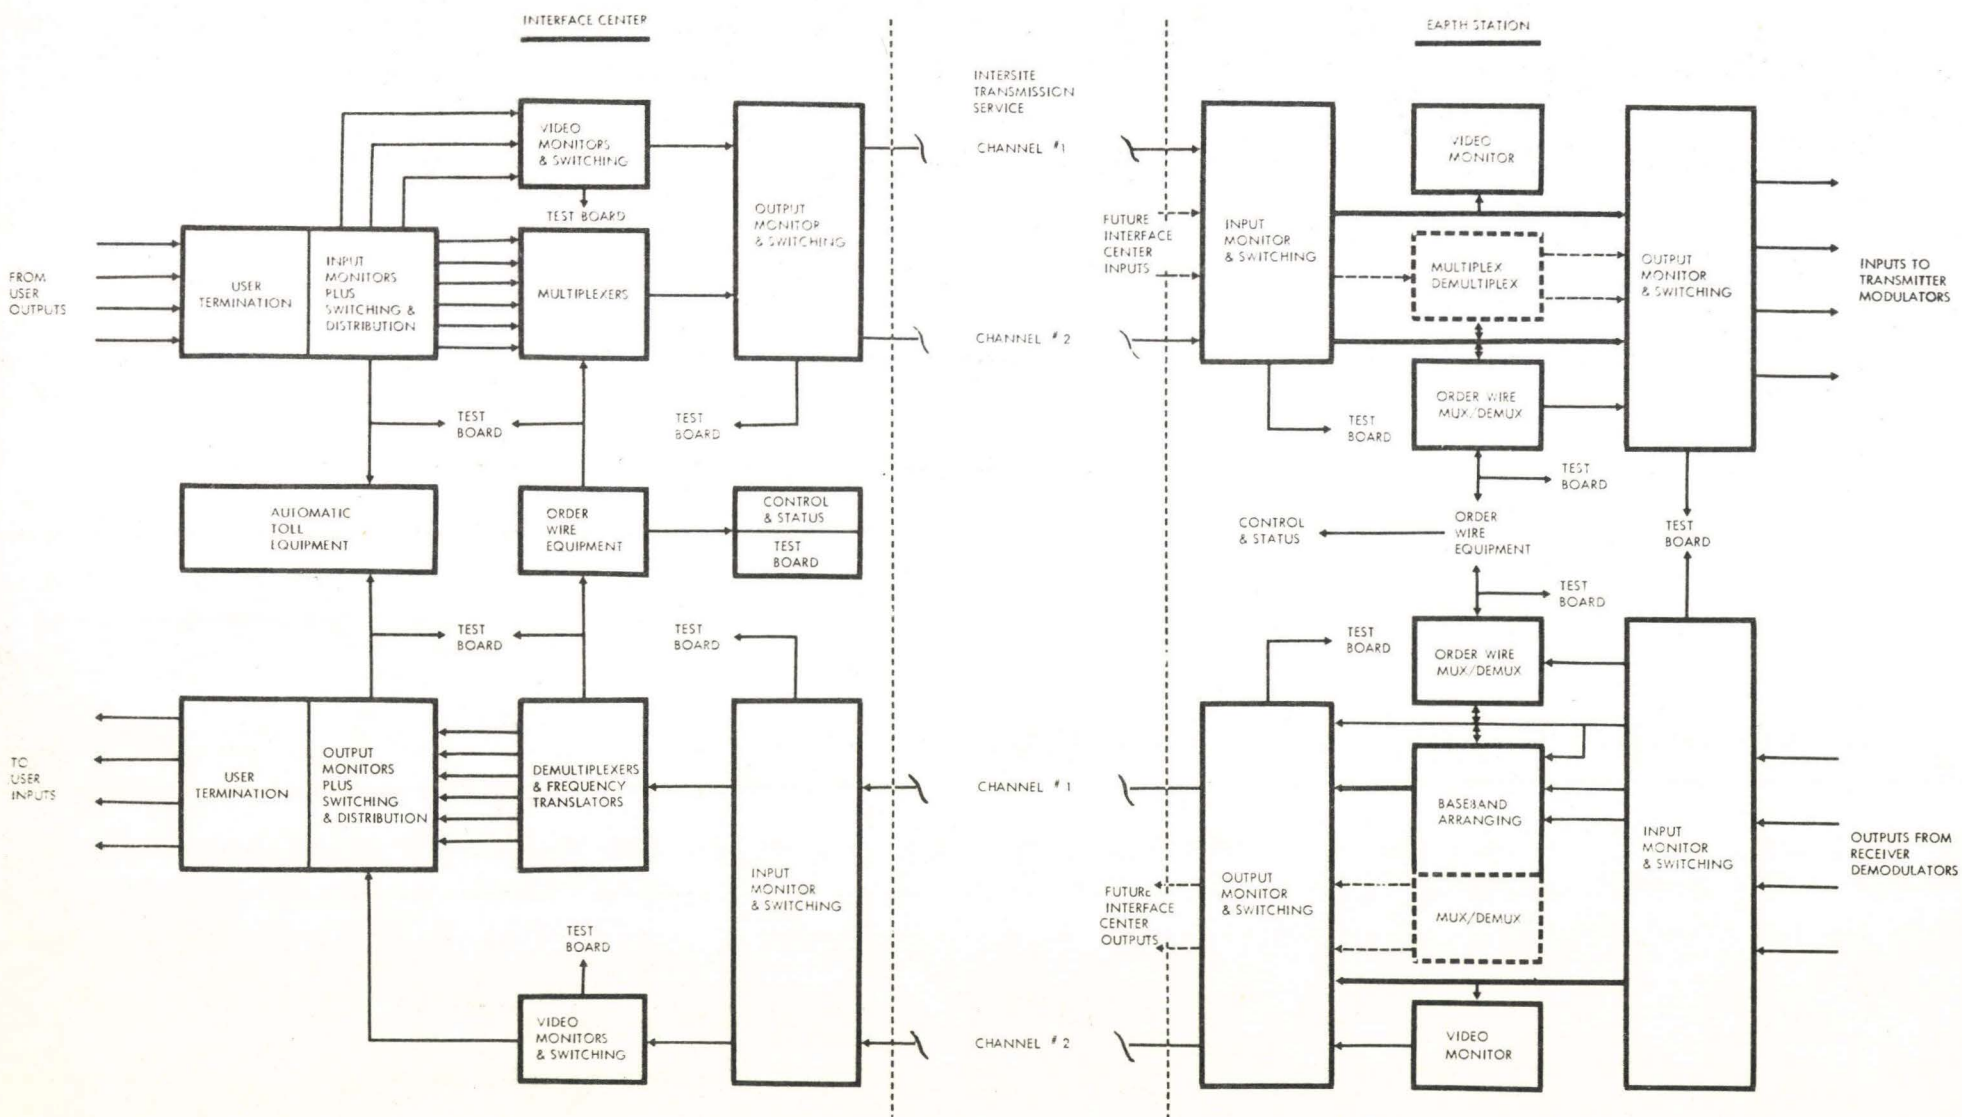 INTERFACE CENTER
VIDEO
MONITORS
& SWITCHING
TEST BOARD
FROM
USER
OUTPUTS
USER
TERMINATION
INPUT
MONITORS
PLUS
SWITCHING &
DISTRIBUTION
MULTIPLEXERS
OUTPUT
MONITOR
& SWITCHING
TEST
BOARD
TEST
BOARD
AUTOMATIC
TOLL
EQUIPMENT
ORDER
WIRE
EQUIPMENT
CONTROL
& STATUS
TEST
BOARD
TEST
BOARD
TEST
BOARD
TO
USER
INPUTS
USER
TERMINATION
OUTPUT
MONITORS
PLUS
SWITCHING
& DISTRIBUTION
DEMULTIPLEXERS
& FREQUENCY
TRANSLATORS
INPUT
MONITOR
& SWITCHING
TEST
BOARD
VIDEO
MONITORS
& SWITCHING
INTERSITE
TRANSMISSION
SERVICE
CHANNEL #1
CHANNEL # 2
CHANNEL # 1
CHANNEL # 2
EARTH STATION
FUTURE
INTERFACE
CENTER
INPUTS
INPUT
MONITOR
& SWITCHING
VIDEO
MONITOR
MULTIPLEX
DEMULTIPLEX
OUTPUT
MONITOR
& SWITCHING
INPUTS TO
TRANSMITTER
MODULATORS
ORDER WIRE
MUX/DEMUX
TEST
BOARD
TEST
BOARD
CONTROL
& STATUS
ORDER
WIRE
EQUIPMENT
TEST
BOARD
TEST
BOARD
TEST
BOARD
ORDER WIRE
MUX/DEMUX
BASEBAND
ARRANGING
INPUT
MONITOR
& SWITCHING
OUTPUTS FROM
RECEIVER
DEMODULATORS
FUTURE
INTERFACE
CENTER
OUTPUTS
OUTPUT
MONITOR
& SWITCHING
MUX/DEMUX
VIDEO
MONITOR